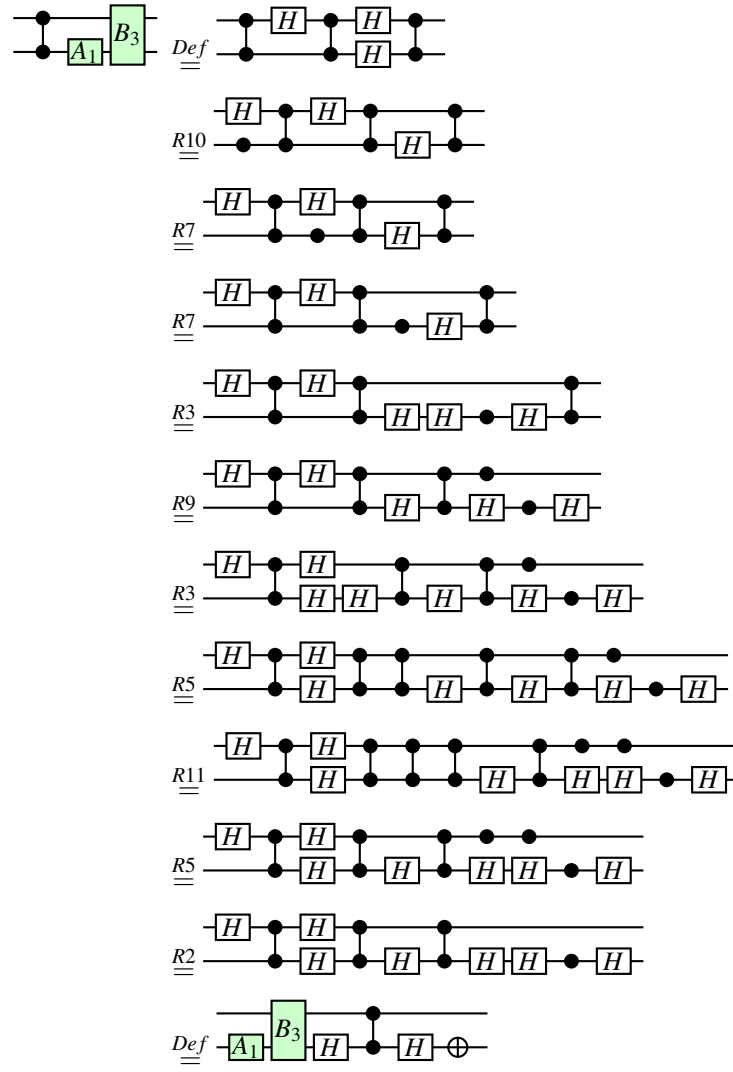 B₃ H H
A₁ Def H
H H
R10 H
H H
R7 H
H H
R7 H
H H
R3 H H H
H H
R9 H H H
H H
R3 H H H H H
H H
R5 H H H H H
H H
R11 H H H H H
H H
R5 H H H H H
H H
R2 H H H H H
B₃
Def A₁ H H